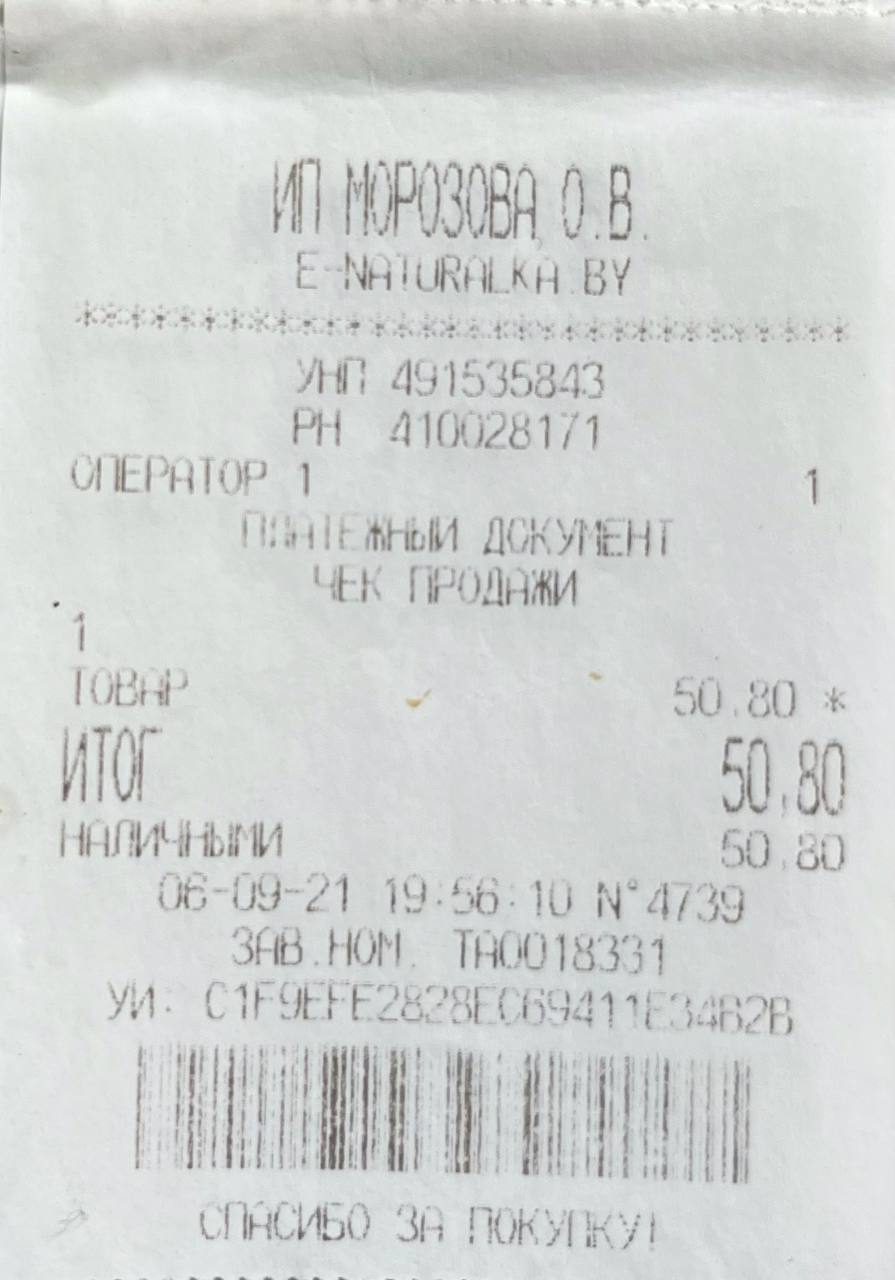 ИП МОРОЗОВА О.В.
E-NATURALKA.BY
********************************
УНП 491535843
РН 410028171
ОПЕРАТОР 1 1
ПЛАТЕЖНЫЙ ДОКУМЕНТ
ЧЕК ПРОДАЖИ
1
ТОВАР 50.80 *
ИТОГ 50.80
НАЛИЧНЫМИ 50.80
06-09-21 19:56:10 N°4739
ЗАВ.НОМ. TA0018331
УИ: C1F9EFE2828EC69411E34B2B
СПАСИБО ЗА ПОКУПКУ!